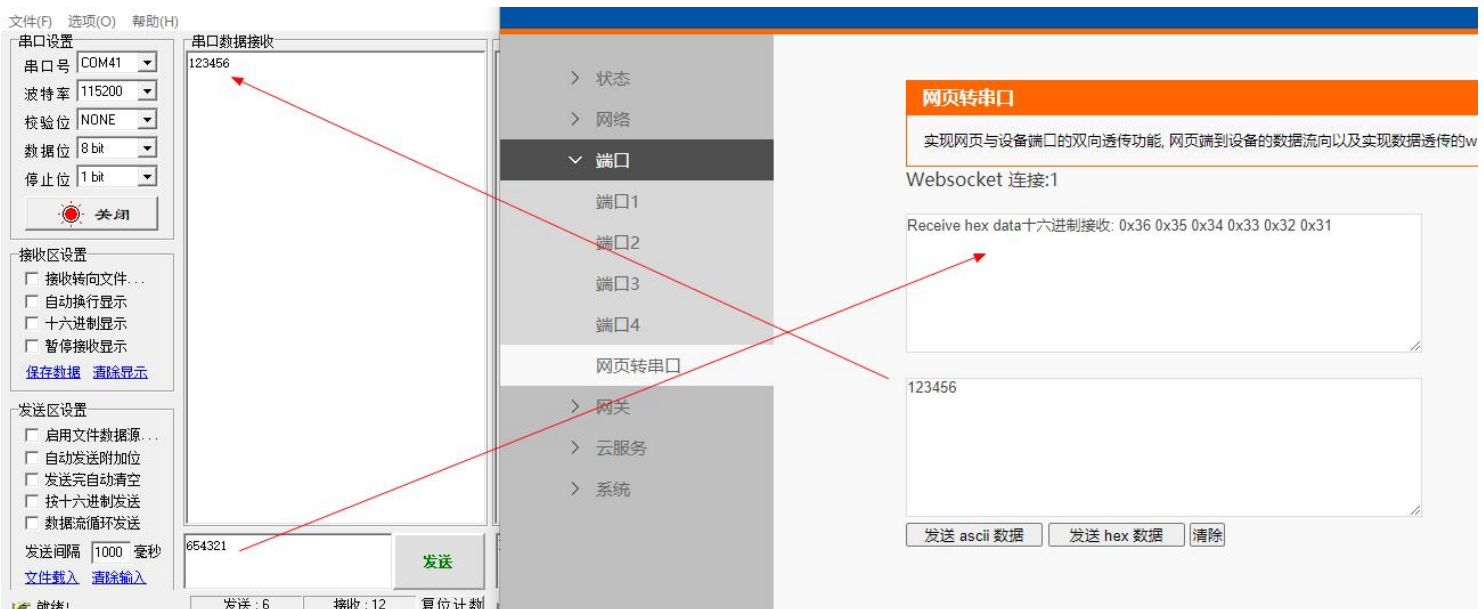 文件(F) 选项(O) 帮助(H)
串口设置
串口号 COM41
波特率 115200
校验位 NONE
数据位 8 bit
停止位 1 bit
关闭
接收区设置
接收转向文件...
自动换行显示
十六进制显示
暂停接收显示
保存数据 清除显示
发送区设置
启用文件数据源...
自动发送附加位
发送完自动清空
按十六进制发送
数据流循环发送
发送间隔 1000 毫秒
文件载入 清除输入
就绪!
串口数据接收
123456
654321
发送
发送:6 接收:12 复位计数
状态
网络
端口
端口1
端口2
端口3
端口4
网页转串口
网关
云服务
系统
网页转串口
实现网页与设备端口的双向透传功能, 网页端到设备的数据流向以及实现数据透传的w
Websocket 连接:1
Receive hex data十六进制接收: 0x36 0x35 0x34 0x33 0x32 0x31
123456
发送 ascii 数据 发送 hex 数据 清除